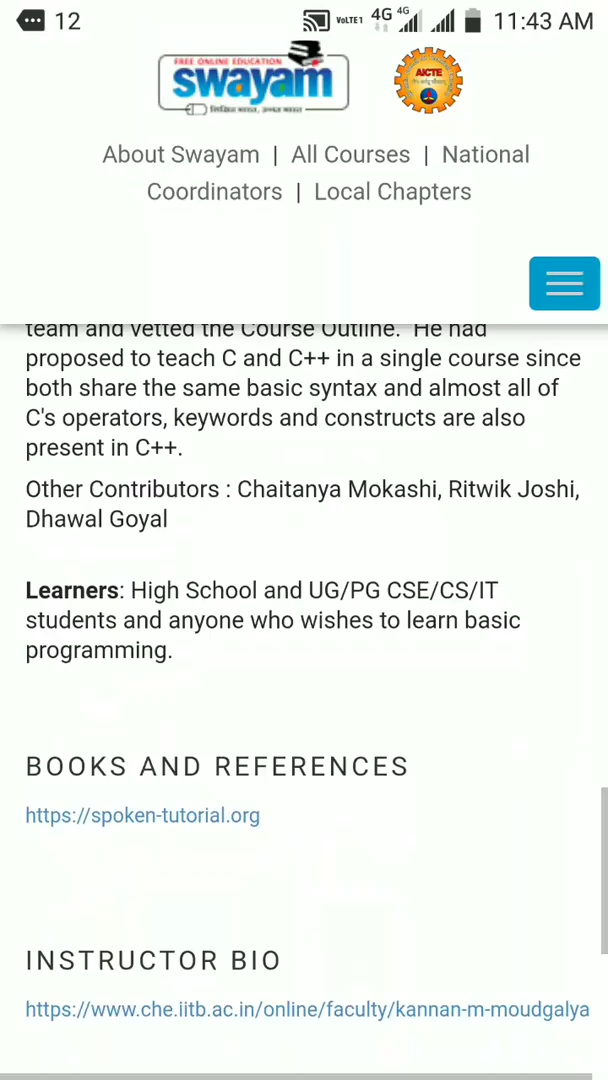 12
VoLTE1 4G 4G 11:43 AM
FREE ONLINE EDUCATION
swayam
AICTE
About Swayam | All Courses | National
Coordinators | Local Chapters
team and vetted the Course Outline. He had
proposed to teach C and C++ in a single course since
both share the same basic syntax and almost all of
C's operators, keywords and constructs are also
present in C++.
Other Contributors : Chaitanya Mokashi, Ritwik Joshi,
Dhawal Goyal
Learners: High School and UG/PG CSE/CS/IT
students and anyone who wishes to learn basic
programming.
BOOKS AND REFERENCES
https://spoken-tutorial.org
INSTRUCTOR BIO
https://www.che.iitb.ac.in/online/faculty/kannan-m-moudgalya